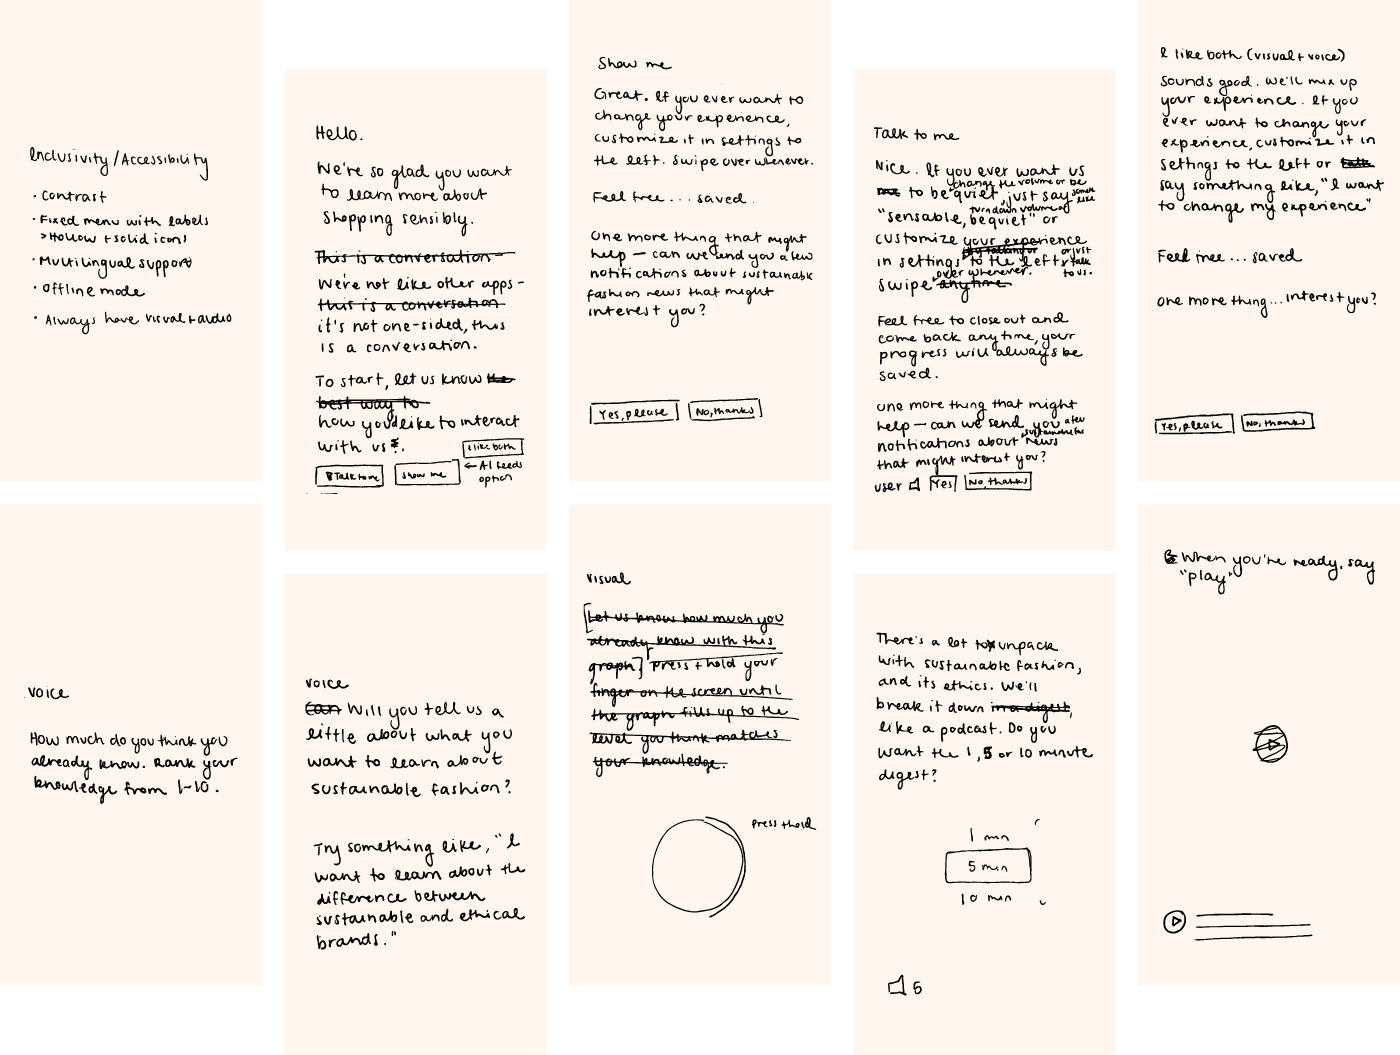 Inclusivity/Accessibility
· Contrast
· Fixed menu with labels
> Hollow + solid icons
· Multilingual support
· Offline mode
· Always have visual + audio
Hello.
We're so glad you want
to learn more about
shopping sensibly.
This is a conversation-
We're not like other apps-
this is a conversation
it's not one-sided, this
is a conversation.
To start, let us know the
best way to
how you'd like to interact
with us.
I like both
Talk to me
Show me
← AI feeds
option
Show me
Great. If you ever want to
change your experience,
customize it in settings to
the left. Swipe over whenever.
Feel free...saved.
One more thing that might
help — can we send you a few
notifications about sustainable
fashion news that might
interest you?
Yes, please
No, thanks
Talk to me
Nice. If you ever want us
change the volume or be
to be quiet, just say some
like
turn down volume of
"sensable, be quiet" or
customize your experience
by talking or
or just
in settings to the left,
talk
to us.
over whenever.
swipe anytime.
Feel free to close out and
come back anytime, your
progress will always be
saved.
One more thing that might
help — can we send you a few
sustainable
notifications about news
that might interest you?
user
Yes
No, thanks
I like both (visual + voice)
Sounds good. We'll mix up
your experience. If you
ever want to change your
experience, customize it in
settings to the left or talk
say something like, "I want
to change my experience"
Feel free...saved
One more thing...interest you?
Yes, please
No, thanks
voice
How much do you think you
already know. Rank your
knowledge from 1-10.
voice
Can Will you tell us a
little about what you
want to learn about
sustainable fashion?
Try something like, "I
want to learn about the
difference between
sustainable and ethical
brands."
visual
[Let us know how much you
already know with this
graph.] Press + hold your
finger on the screen until
the graph fills up to the
level you think matches
your knowledge.
Press + hold
There's a lot to unpack
with sustainable fashion,
and its ethics. We'll
break it down in a digest,
like a podcast. Do you
want the 1, 5 or 10 minute
digest?
1 min
5 min
10 min
5
When you're ready, say
"play"